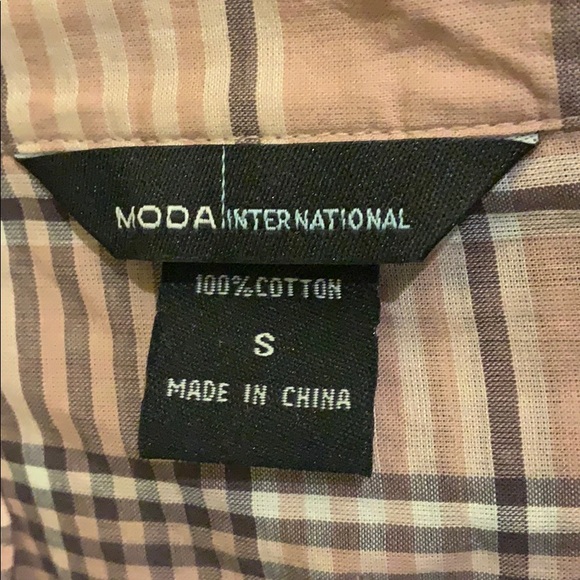 MODA INTERNATIONAL
100% COTTON
S
MADE IN CHINA